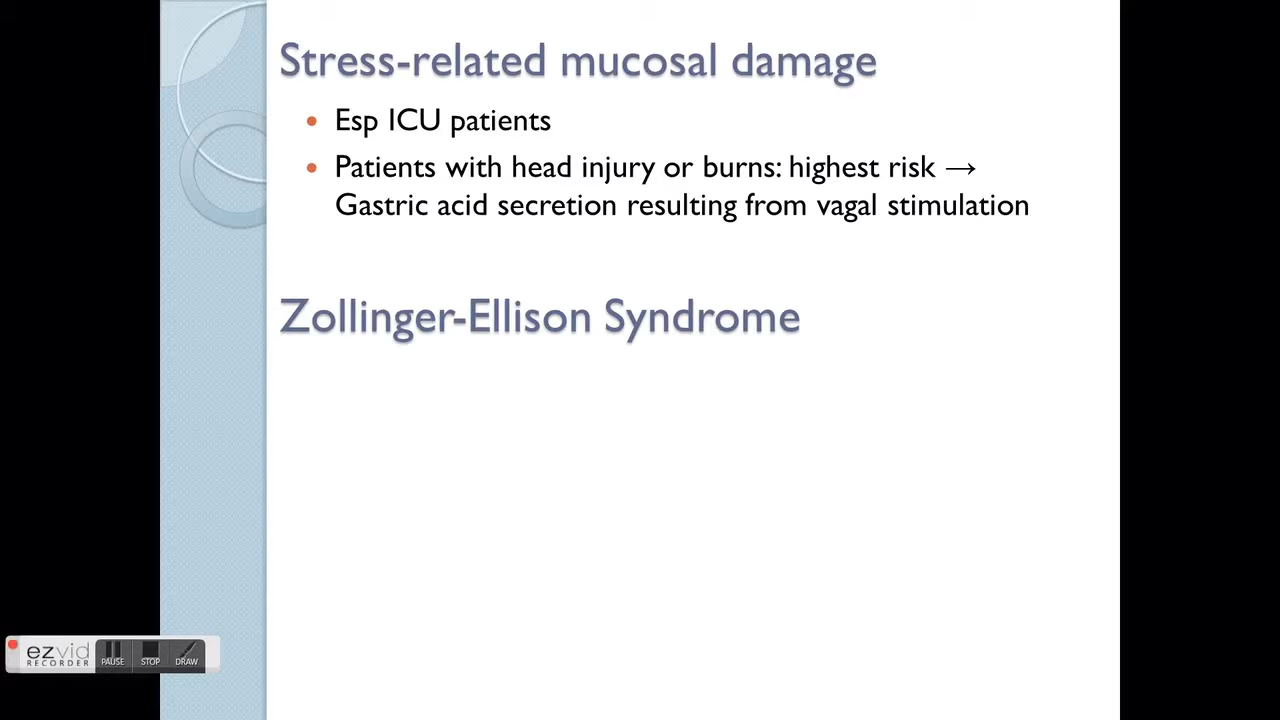 Stress-related mucosal damage
• Esp ICU patients
• Patients with head injury or burns: highest risk →
Gastric acid secretion resulting from vagal stimulation
Zollinger-Ellison Syndrome
ezvid
RECORDER
PAUSE
STOP
DRAW